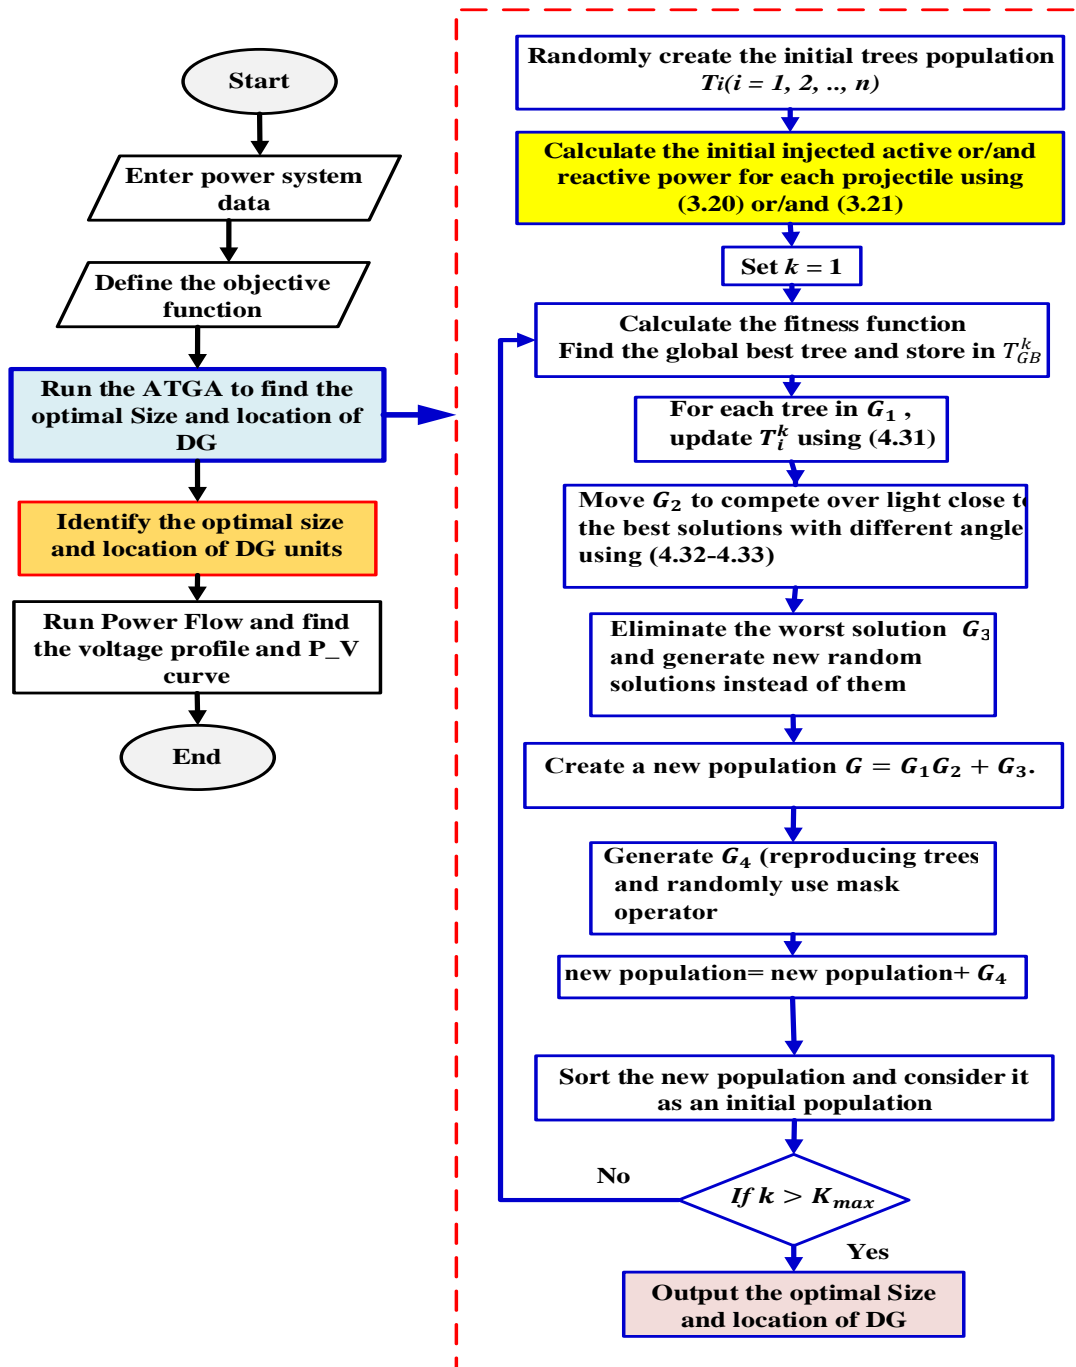 Start
Enter power system
data
Define the objective
function
Run the ATGA to find the
optimal Size and location of
DG
Identify the optimal size
and location of DG units
Run Power Flow and find
the voltage profile and P_V
curve
End
Randomly create the initial trees population
Ti(i = 1, 2, .., n)
Calculate the initial injected active or/and
reactive power for each projectile using
(3.20) or/and (3.21)
Set k = 1
Calculate the fitness function
Find the global best tree and store in T_{GB}^k
For each tree in G₁ ,
update T_i^k using (4.31)
Move G₂ to compete over light close to
the best solutions with different angle
using (4.32-4.33)
Eliminate the worst solution G₃
and generate new random
solutions instead of them
Create a new population G = G₁G₂ + G₃.
Generate G₄ (reproducing trees
and randomly use mask
operator
new population= new population+ G₄
Sort the new population and consider it
as an initial population
If k > K_{max}
No
Yes
Output the optimal Size
and location of DG